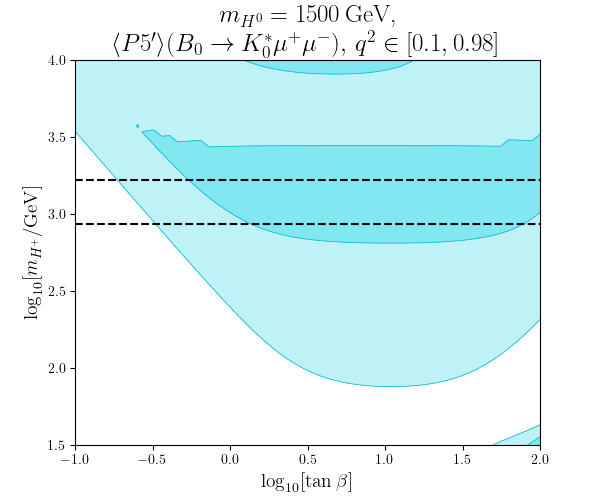 m_{H^0} = 1500 GeV,
⟨P5′⟩(B_0 → K_0^* μ^+ μ^-), q^2 ∈ [0.1, 0.98]
4.0
3.5
3.0
2.5
2.0
1.5
log_{10}[m_{H^+}/GeV]
−1.0 −0.5 0.0 0.5 1.0 1.5 2.0
log_{10}[tan β]